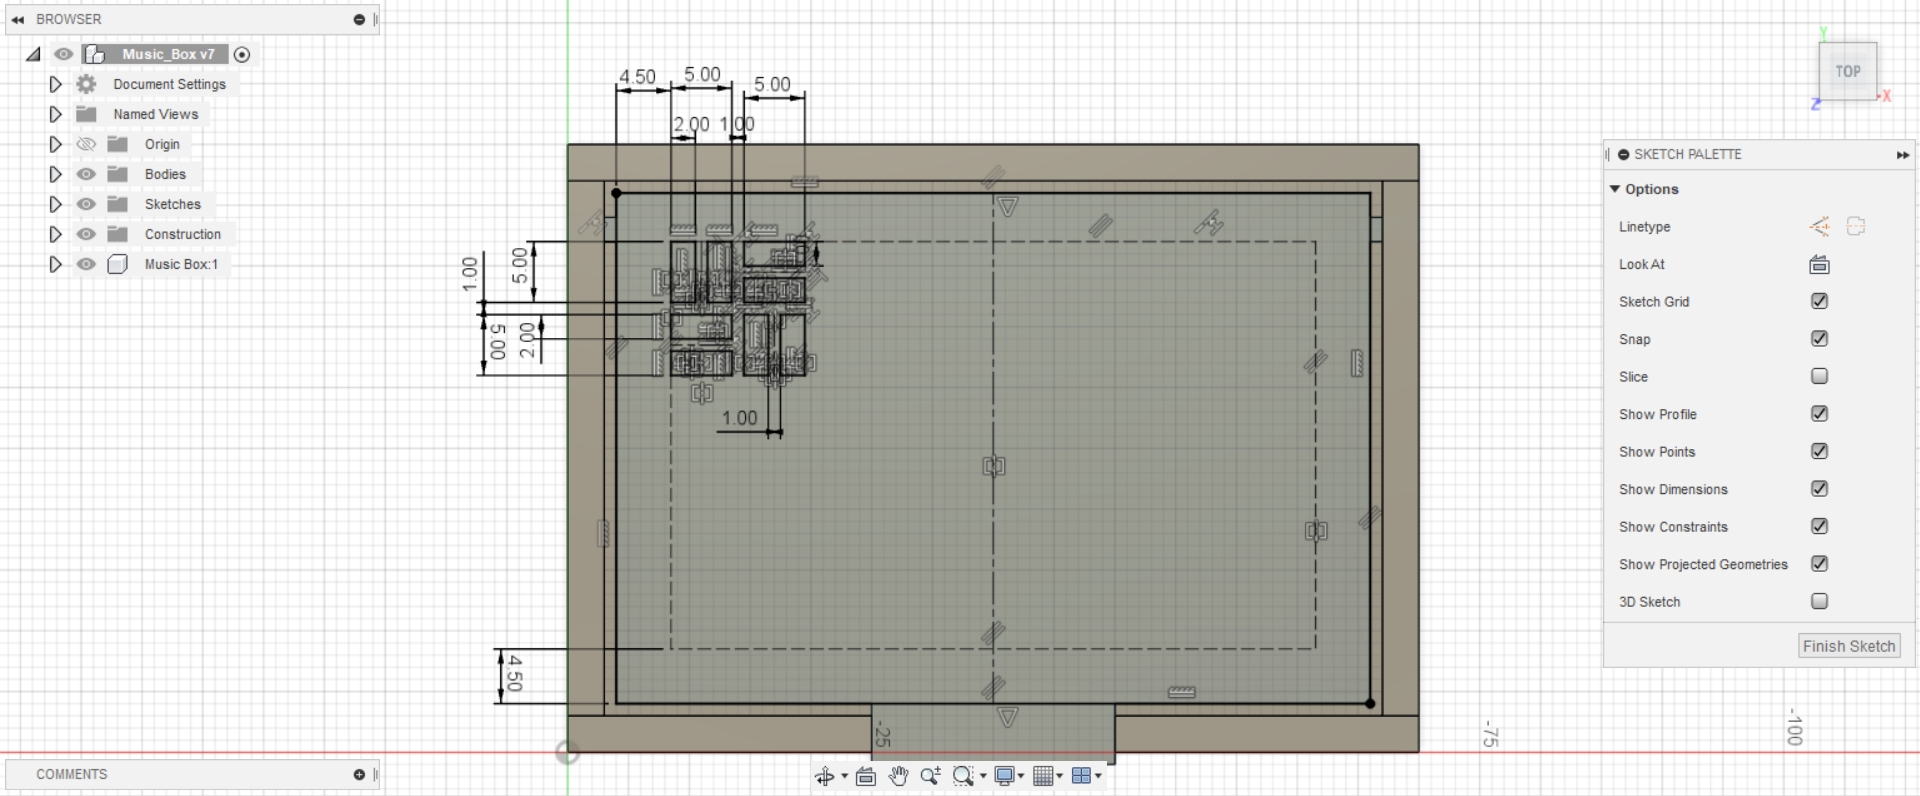 BROWSER
Music_Box v7
Document Settings
Named Views
Origin
Bodies
Sketches
Construction
Music Box:1
COMMENTS
4.50
5.00
5.00
2.00
1.00
1.00
5.00
5.00
2.00
1.00
4.50
-25
-75
-100
Y
TOP
Z
X
SKETCH PALETTE
Options
Linetype
Look At
Sketch Grid
Snap
Slice
Show Profile
Show Points
Show Dimensions
Show Constraints
Show Projected Geometries
3D Sketch
Finish Sketch